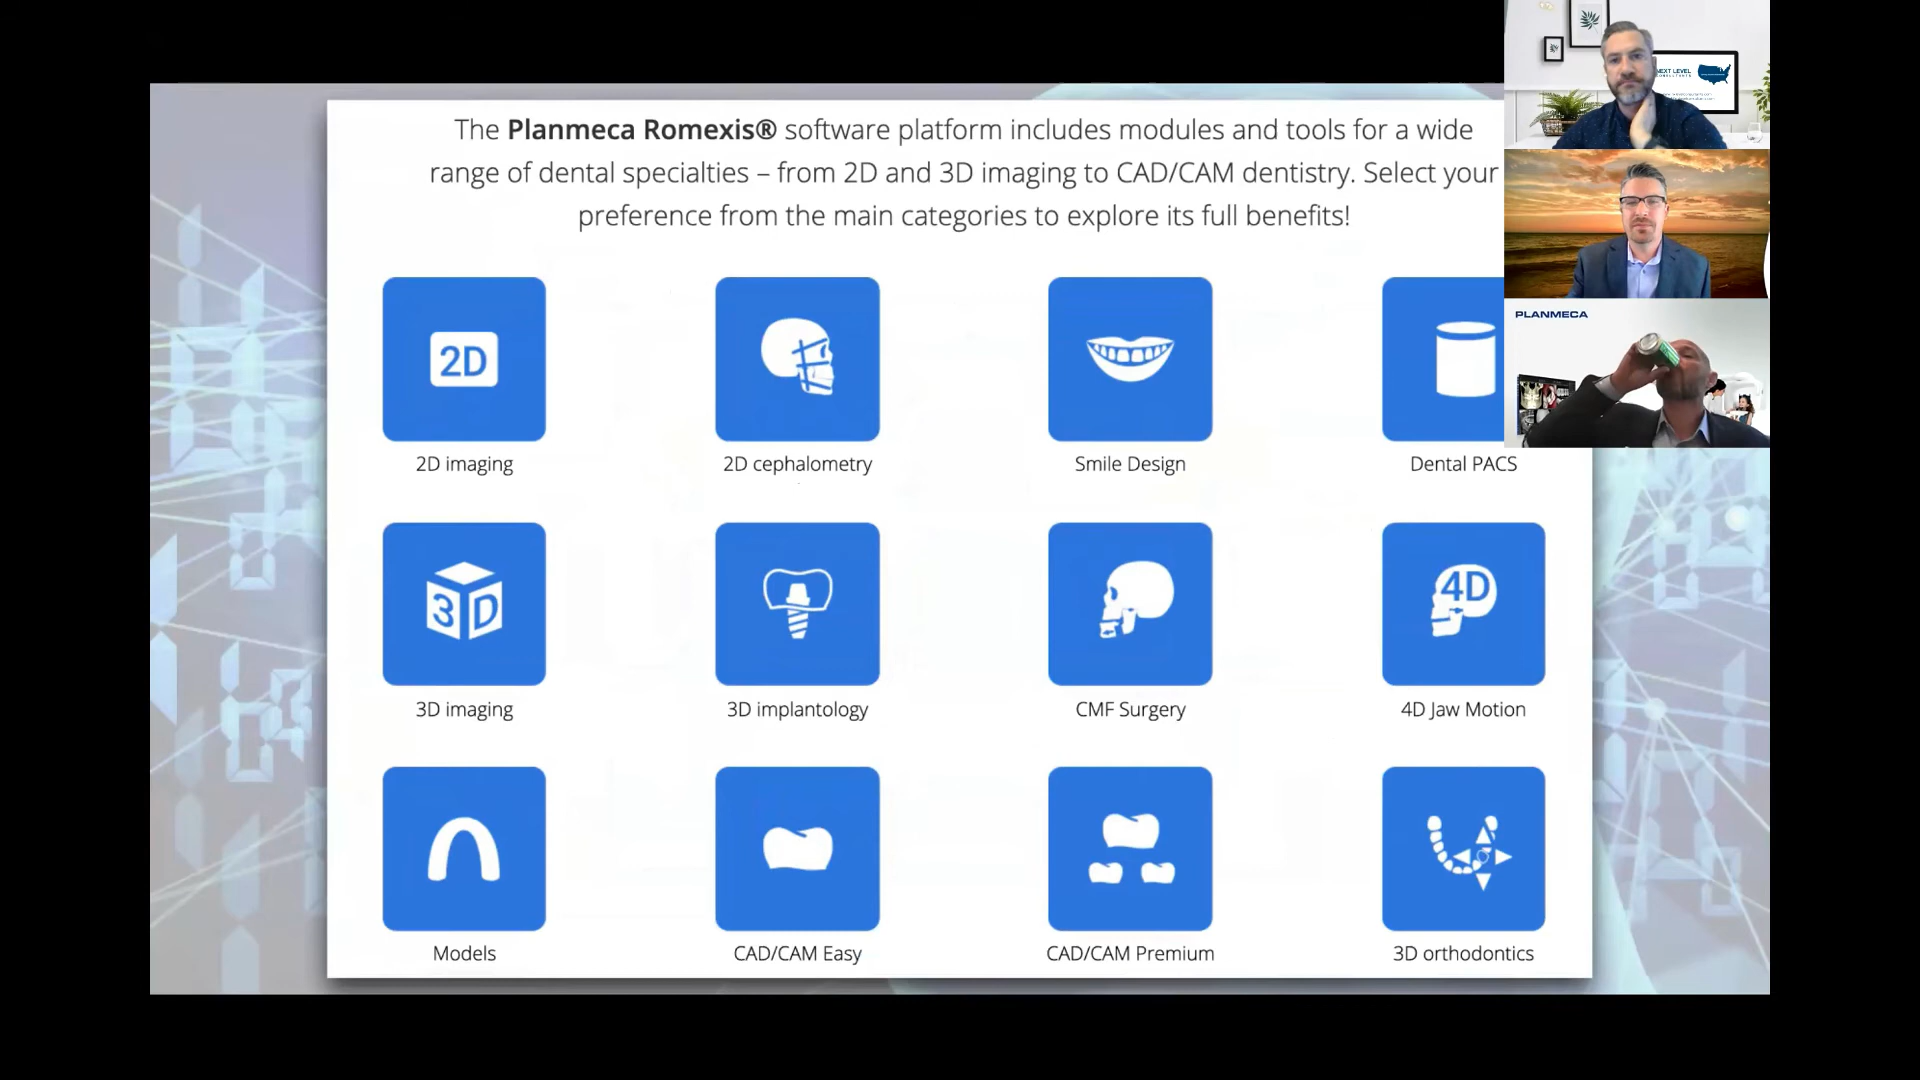 The Planmeca Romexis® software platform includes modules and tools for a wide
range of dental specialties – from 2D and 3D imaging to CAD/CAM dentistry. Select your
preference from the main categories to explore its full benefits!
NEXT LEVEL
CONSULTANTS
PLANMECA
2D
2D imaging
2D cephalometry
Smile Design
Dental PACS
3D
3D imaging
3D implantology
CMF Surgery
4D
4D Jaw Motion
Models
CAD/CAM Easy
CAD/CAM Premium
3D orthodontics